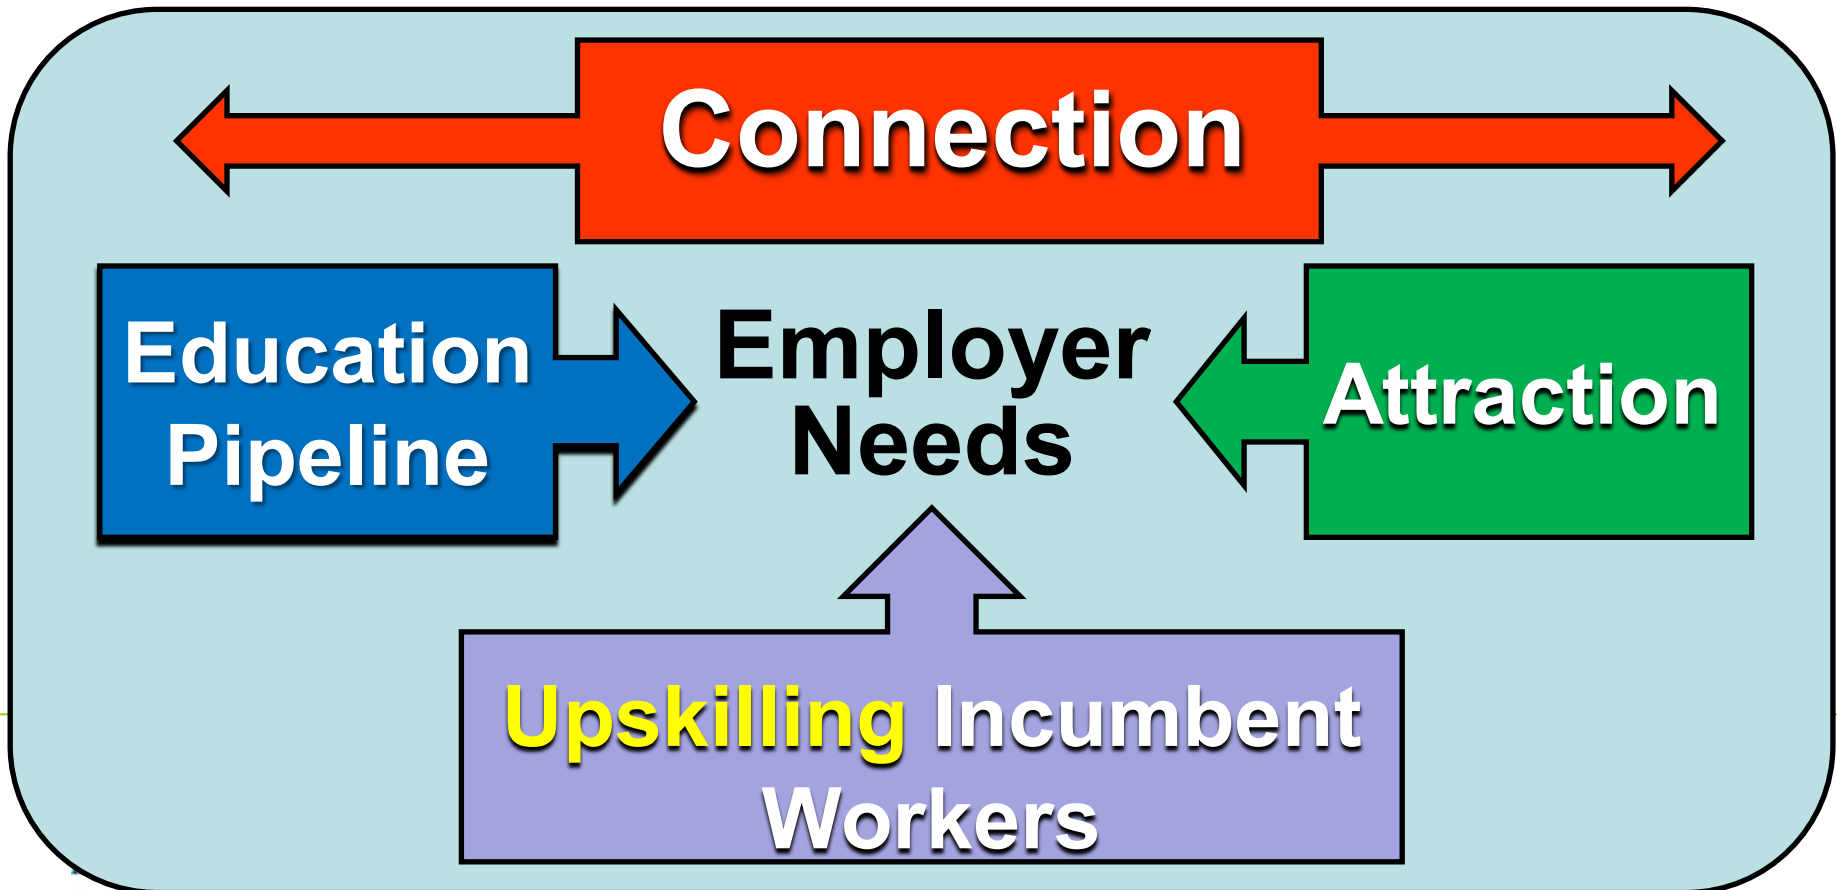 Connection
Education
Pipeline
Employer
Needs
Attraction
Upskilling Incumbent
Workers